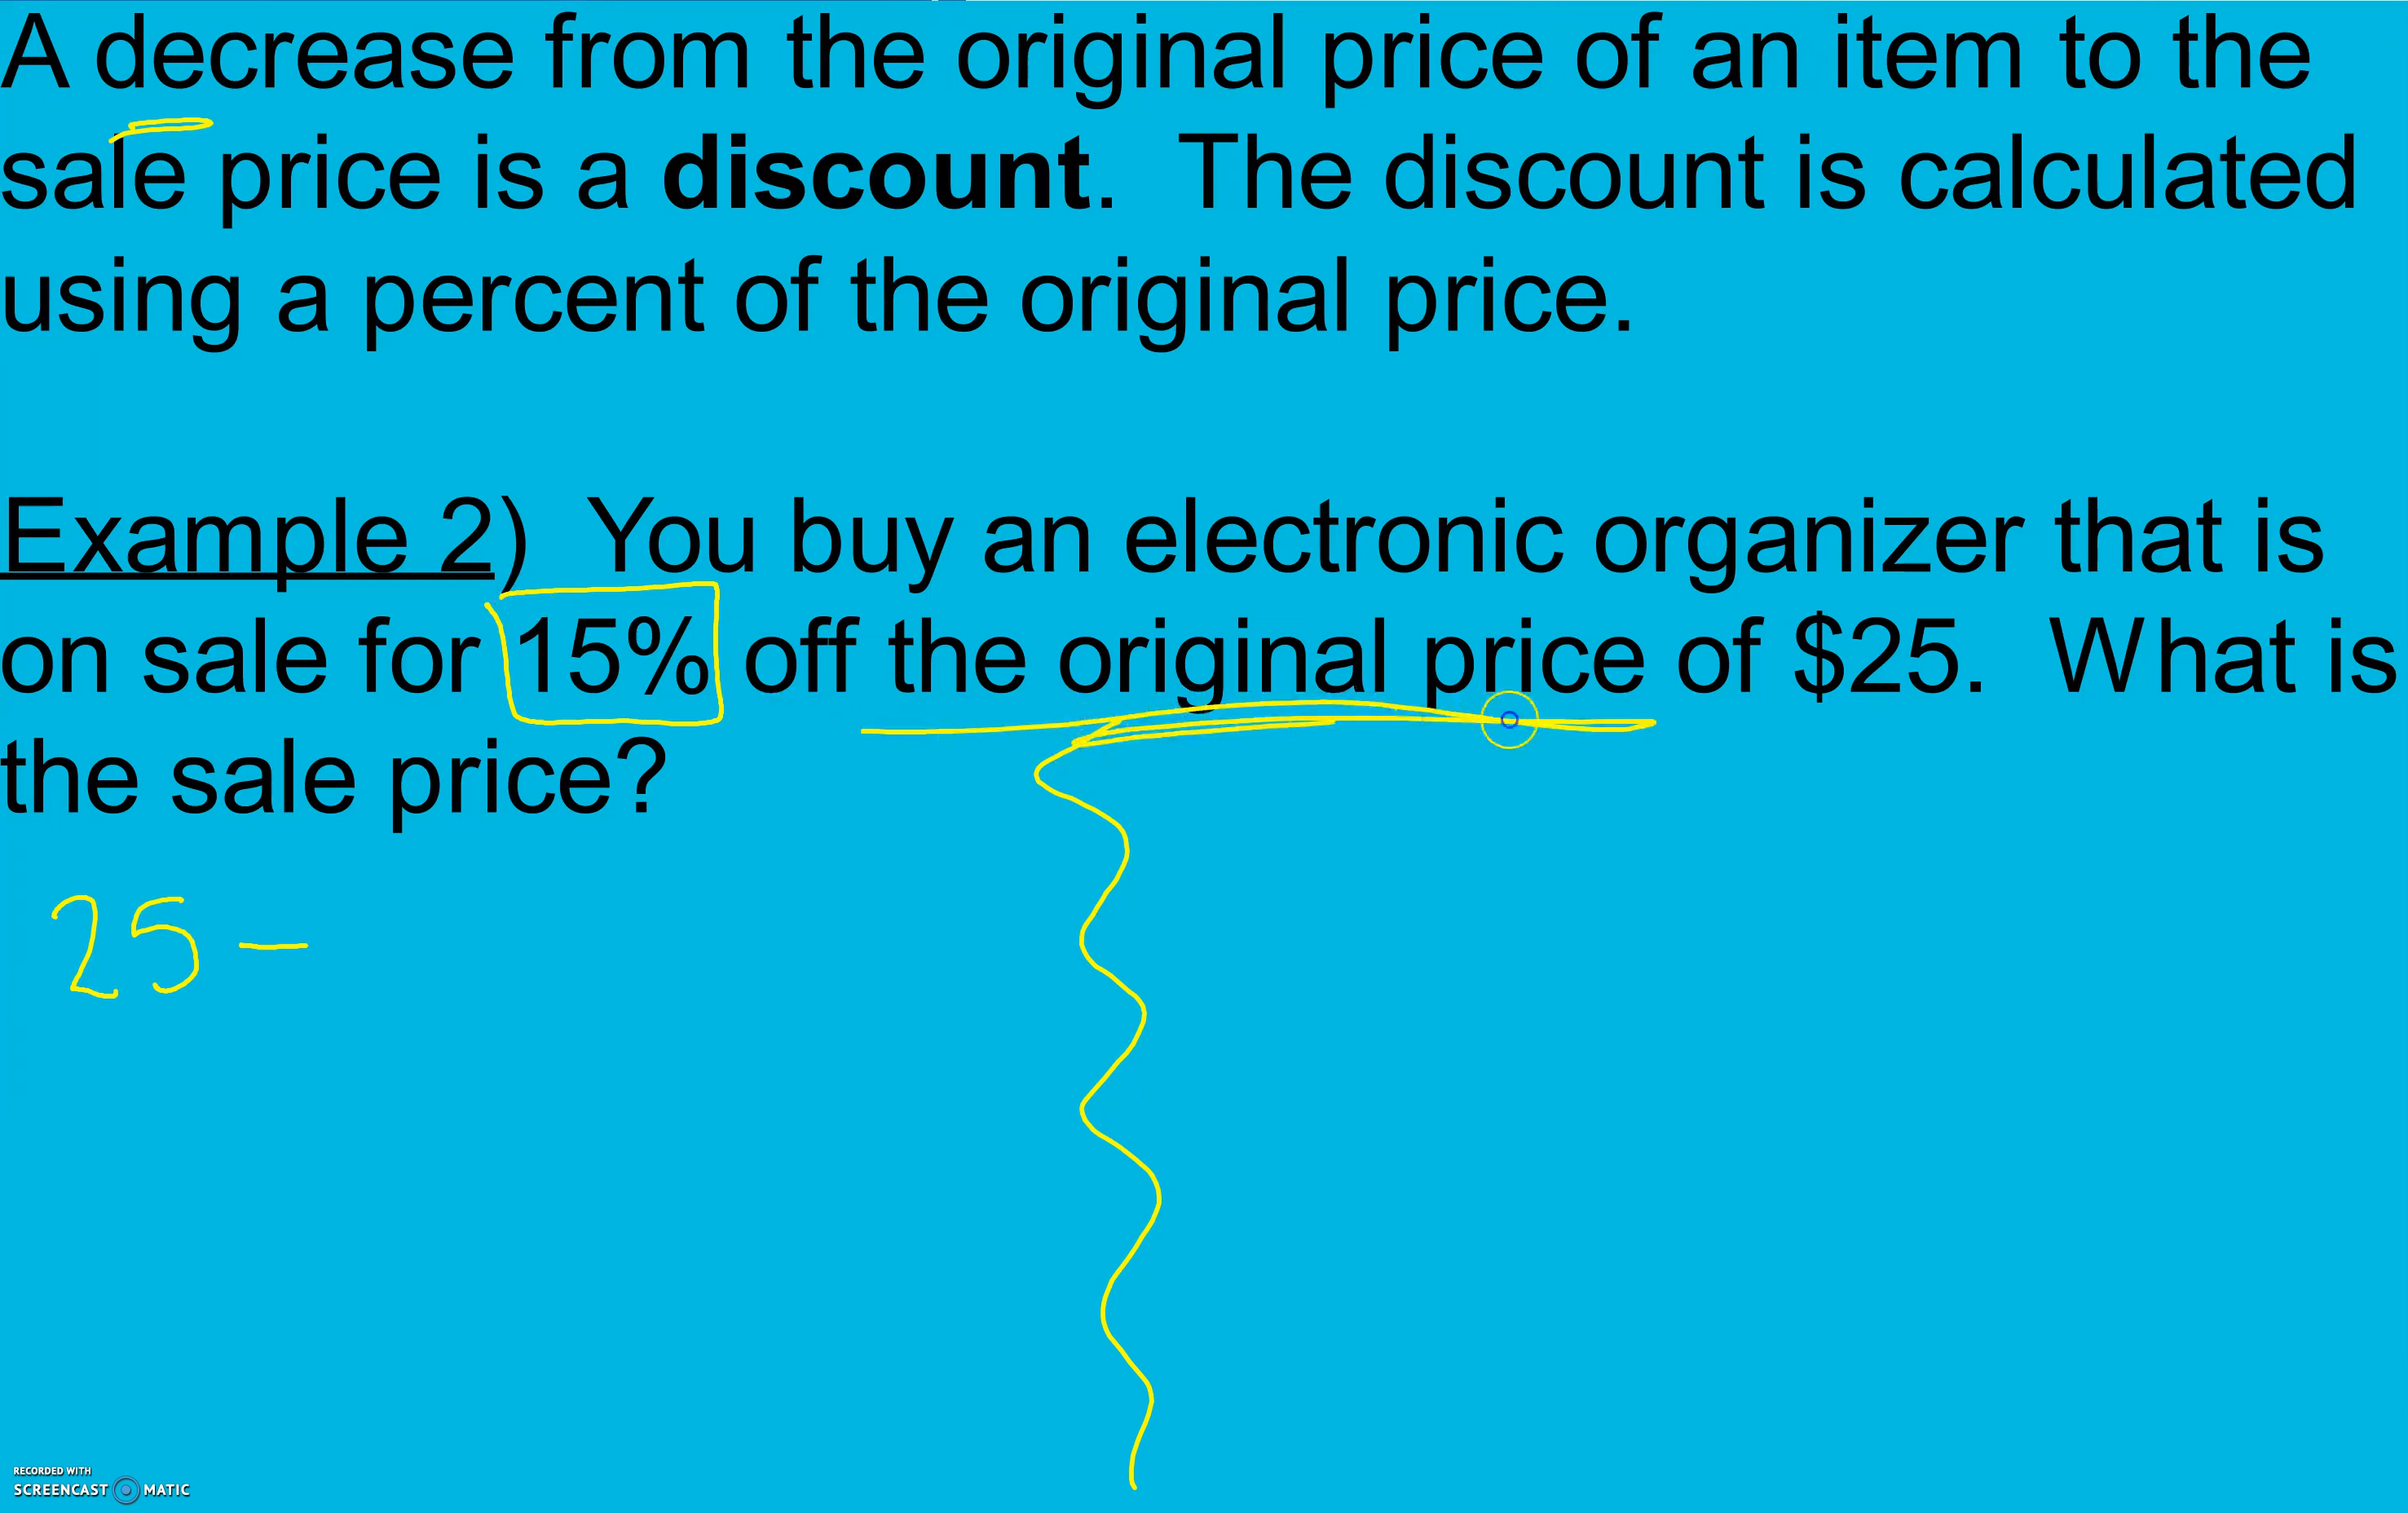 A decrease from the original price of an item to the
sale price is a discount. The discount is calculated
using a percent of the original price.
Example 2) You buy an electronic organizer that is
on sale for 15% off the original price of $25. What is
the sale price?
25 —
RECORDED WITH
SCREENCAST MATIC